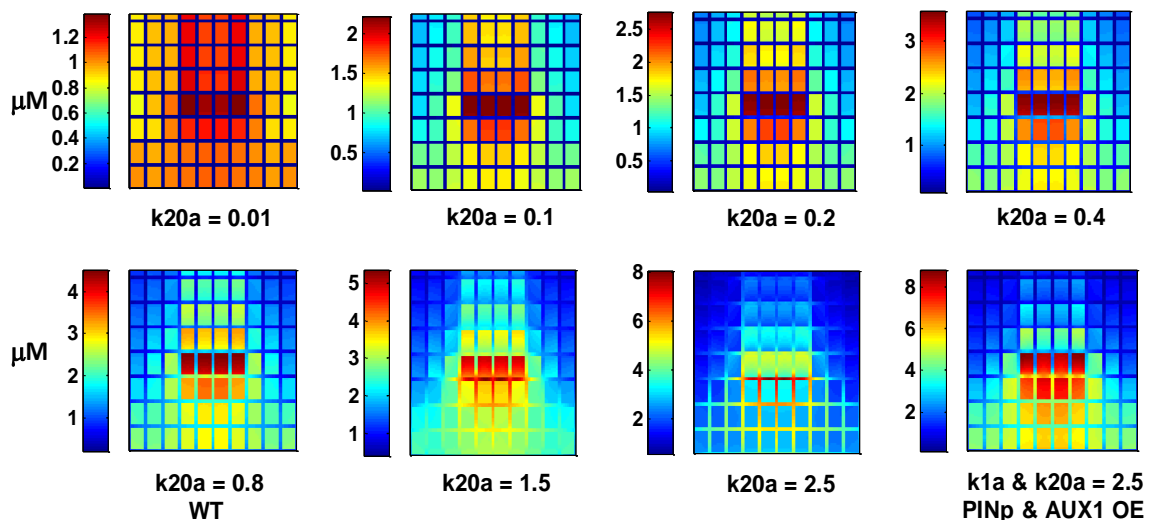 1.2
1
0.8
0.6
0.4
0.2
μM
k20a = 0.01
2
1.5
1
0.5
k20a = 0.1
2.5
2
1.5
1
0.5
k20a = 0.2
3
2
1
k20a = 0.4
4
3
2
1
μM
k20a = 0.8
WT
5
4
3
2
1
k20a = 1.5
8
6
4
2
k20a = 2.5
8
6
4
2
k1a & k20a = 2.5
PINp & AUX1 OE